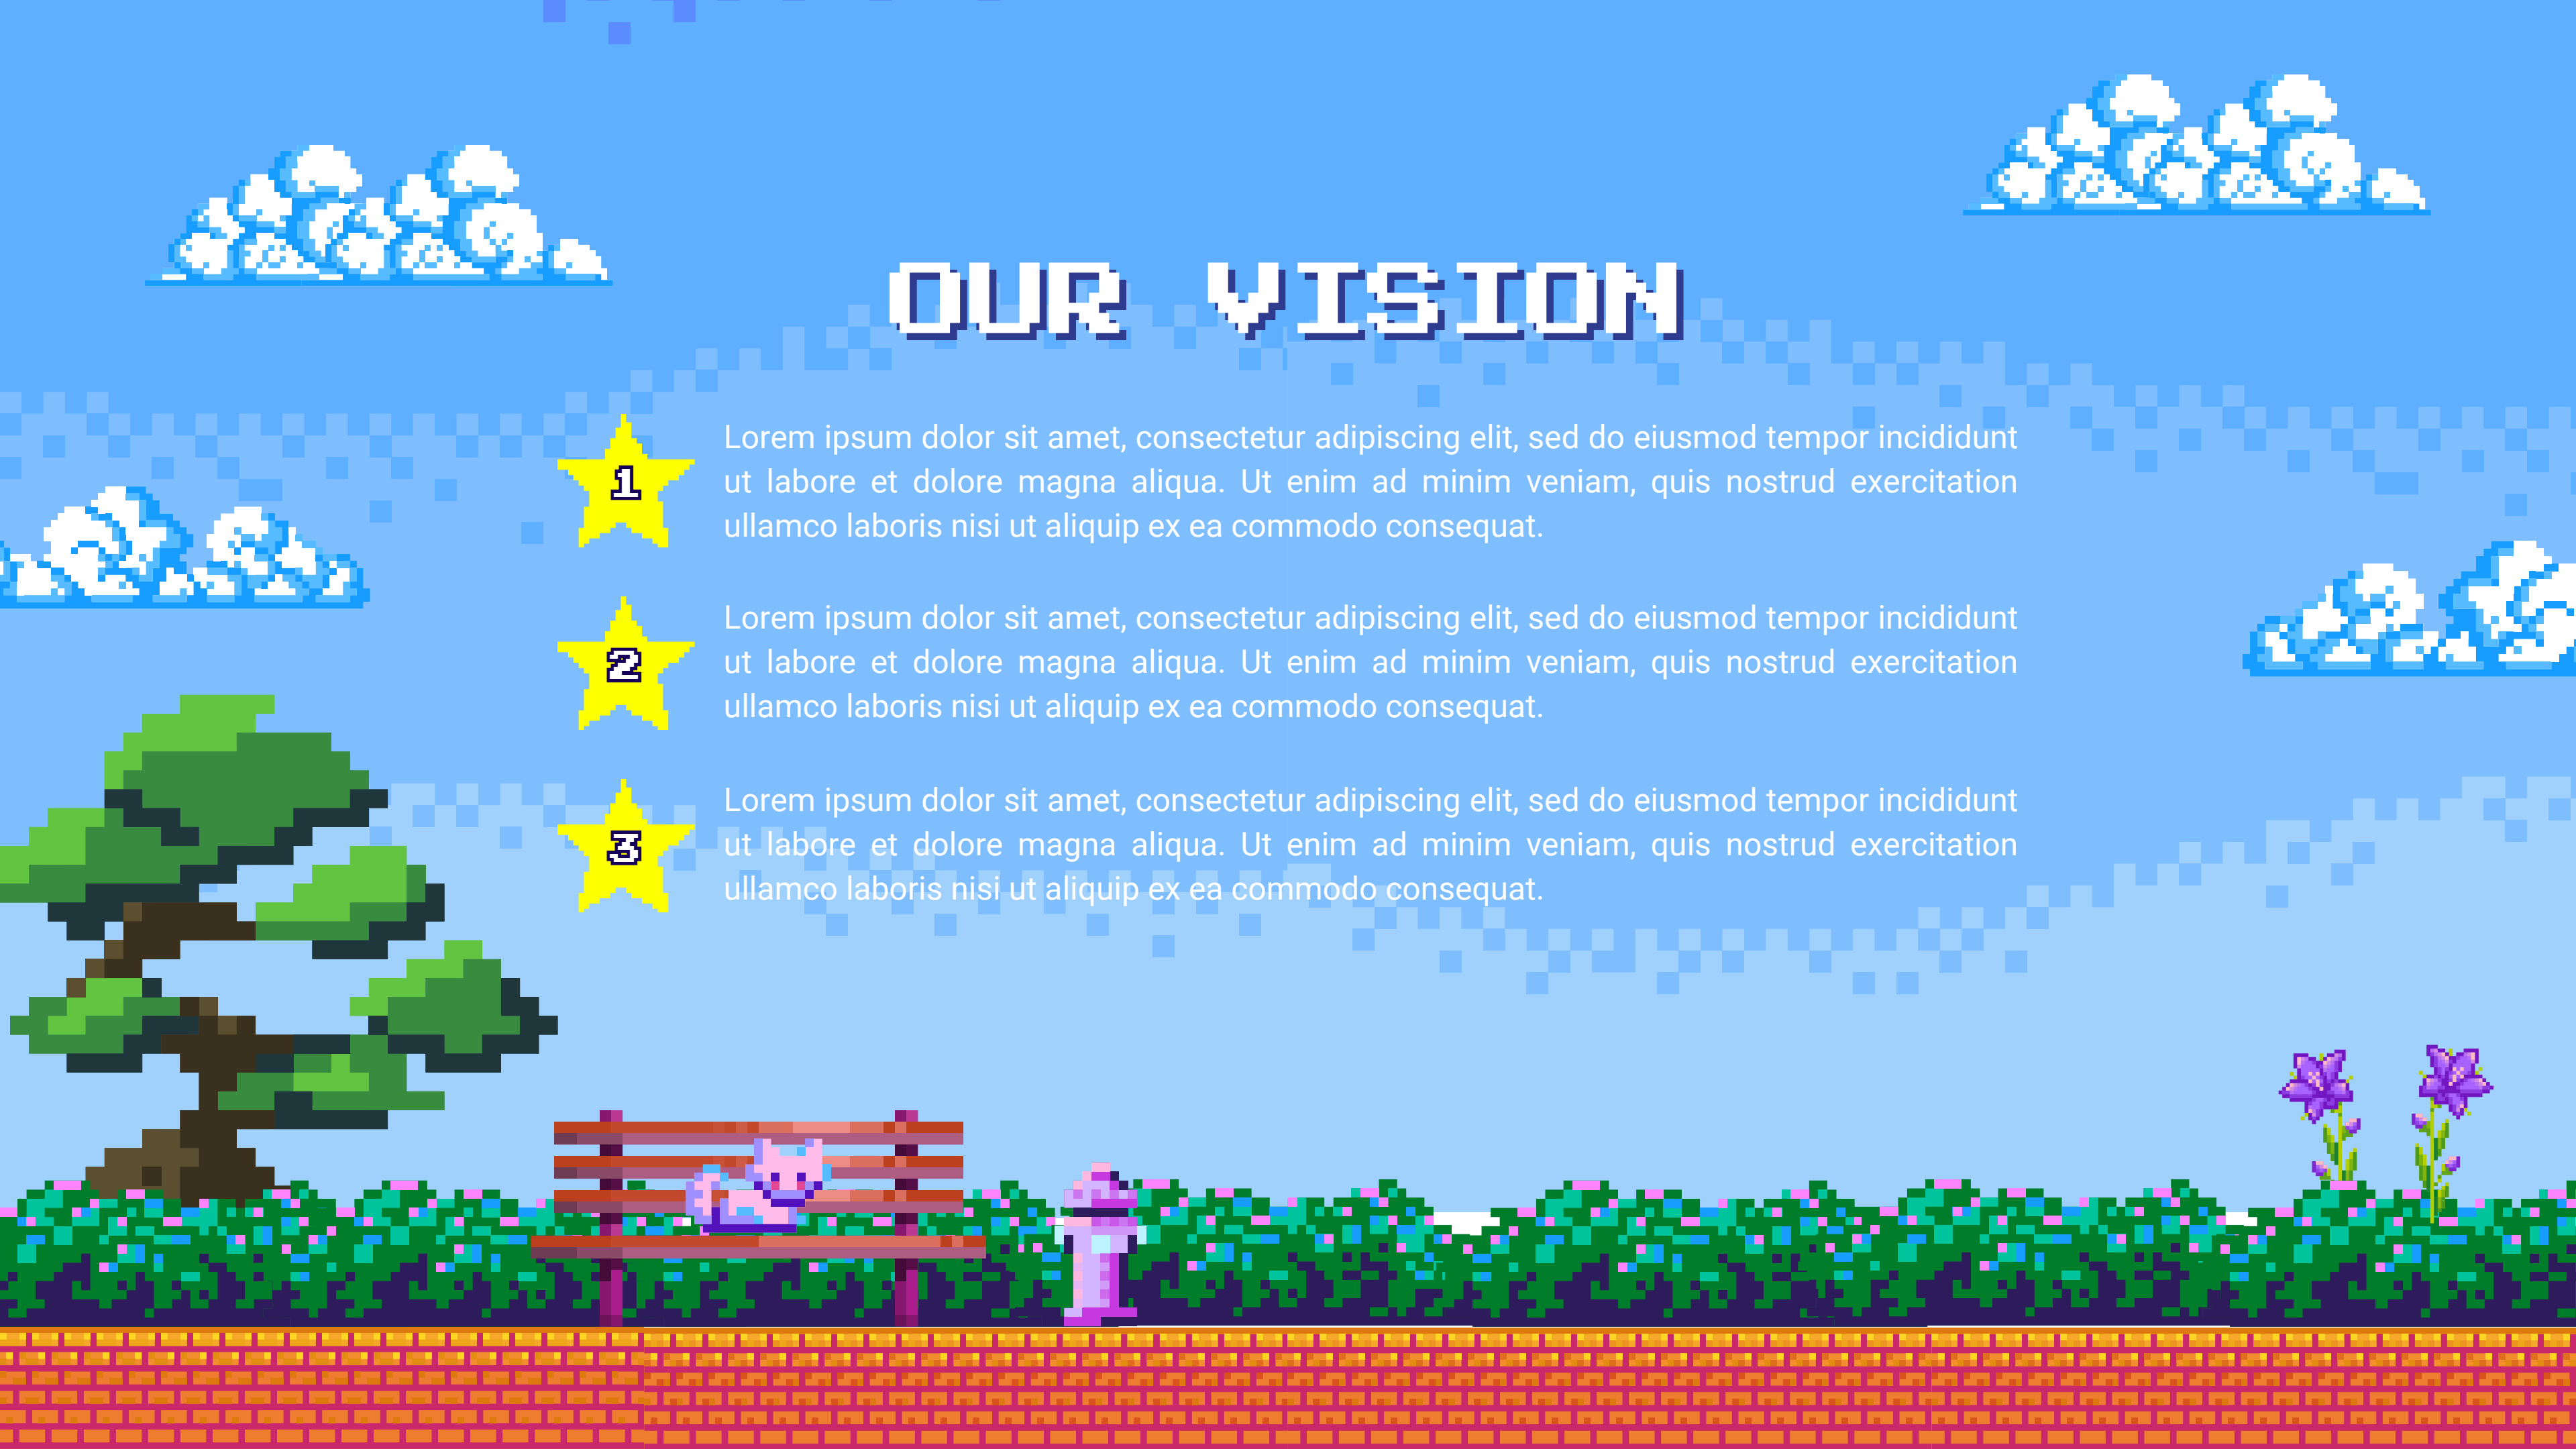 OUR VISION
1
Lorem ipsum dolor sit amet, consectetur adipiscing elit, sed do eiusmod tempor incididunt
ut labore et dolore magna aliqua. Ut enim ad minim veniam, quis nostrud exercitation
ullamco laboris nisi ut aliquip ex ea commodo consequat.
2
Lorem ipsum dolor sit amet, consectetur adipiscing elit, sed do eiusmod tempor incididunt
ut labore et dolore magna aliqua. Ut enim ad minim veniam, quis nostrud exercitation
ullamco laboris nisi ut aliquip ex ea commodo consequat.
3
Lorem ipsum dolor sit amet, consectetur adipiscing elit, sed do eiusmod tempor incididunt
ut labore et dolore magna aliqua. Ut enim ad minim veniam, quis nostrud exercitation
ullamco laboris nisi ut aliquip ex ea commodo consequat.